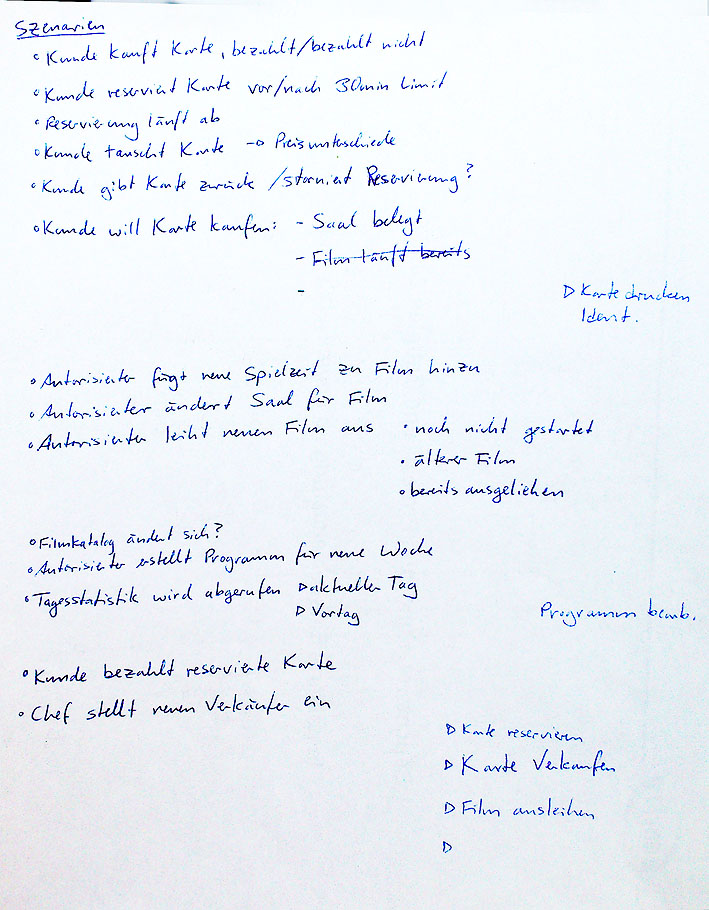 Szenarien
◦ Kunde kauft Karte, bezahlt/bezahlt nicht
◦ Kunde reserviert Karte vor/nach 30min Limit
◦ Reservierung läuft ab
◦ Kunde tauscht Karte → Preisunterschiede
◦ Kunde gibt Karte zurück / storniert Reservierung?
◦ Kunde will Karte kaufen: - Saal belegt
- Film läuft bereits
-
▷ Karte drucken
Ident.
◦ Autorisierter fügt neue Spielzeit zu Film hinzu
◦ Autorisierter ändert Saal für Film
◦ Autorisierter leiht neuen Film aus • noch nicht gestartet
• älterer Film
• bereits ausgeliehen
◦ Filmkatalog ändert sich?
◦ Autorisierter erstellt Programm für neue Woche
◦ Tagesstatistik wird abgerufen ▷ aktueller Tag
▷ Vortag
Programm bearb.
◦ Kunde bezahlt reservierte Karte
◦ Chef stellt neuen Verkäufer ein
▷ Karte reservieren
▷ Karte Verkaufen
▷ Film ausleihen
▷